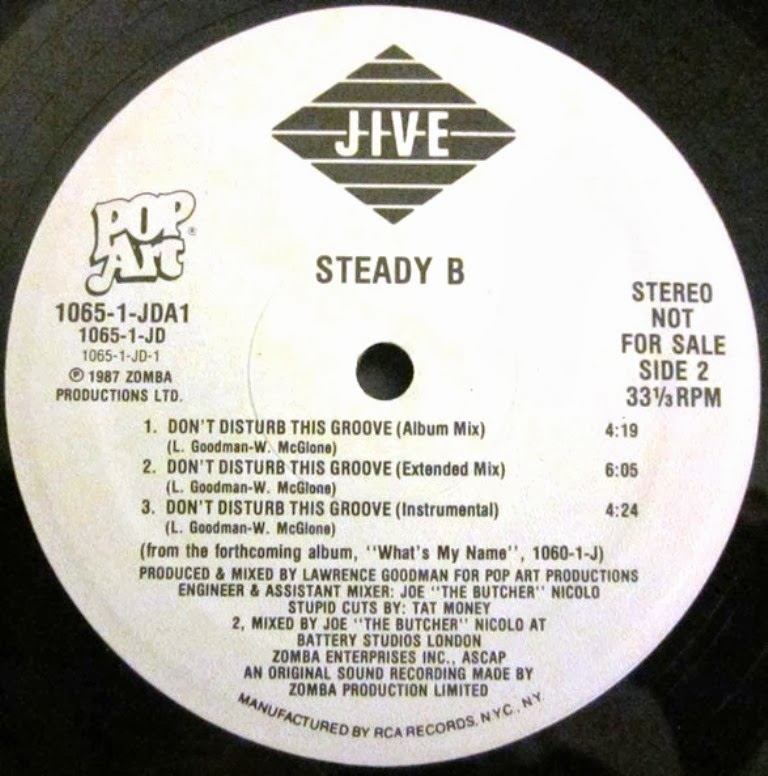 JIVE
POP
Art®
STEADY B
1065-1-JDA1
1065-1-JD
1065-1-JD-1
℗ 1987 ZOMBA
PRODUCTIONS LTD.
STEREO
NOT
FOR SALE
SIDE 2
33⅓ RPM
1. DON'T DISTURB THIS GROOVE (Album Mix) 4:19
(L. Goodman-W. McGlone)
2. DON'T DISTURB THIS GROOVE (Extended Mix) 6:05
(L. Goodman-W. McGlone)
3. DON'T DISTURB THIS GROOVE (Instrumental) 4:24
(L. Goodman-W. McGlone)
(from the forthcoming album, "What's My Name", 1060-1-J)
PRODUCED & MIXED BY LAWRENCE GOODMAN FOR POP ART PRODUCTIONS
ENGINEER & ASSISTANT MIXER: JOE "THE BUTCHER" NICOLO
STUPID CUTS BY: TAT MONEY
2, MIXED BY JOE "THE BUTCHER" NICOLO AT
BATTERY STUDIOS LONDON
ZOMBA ENTERPRISES INC., ASCAP
AN ORIGINAL SOUND RECORDING MADE BY
ZOMBA PRODUCTION LIMITED
MANUFACTURED BY RCA RECORDS, N.Y.C., N.Y.